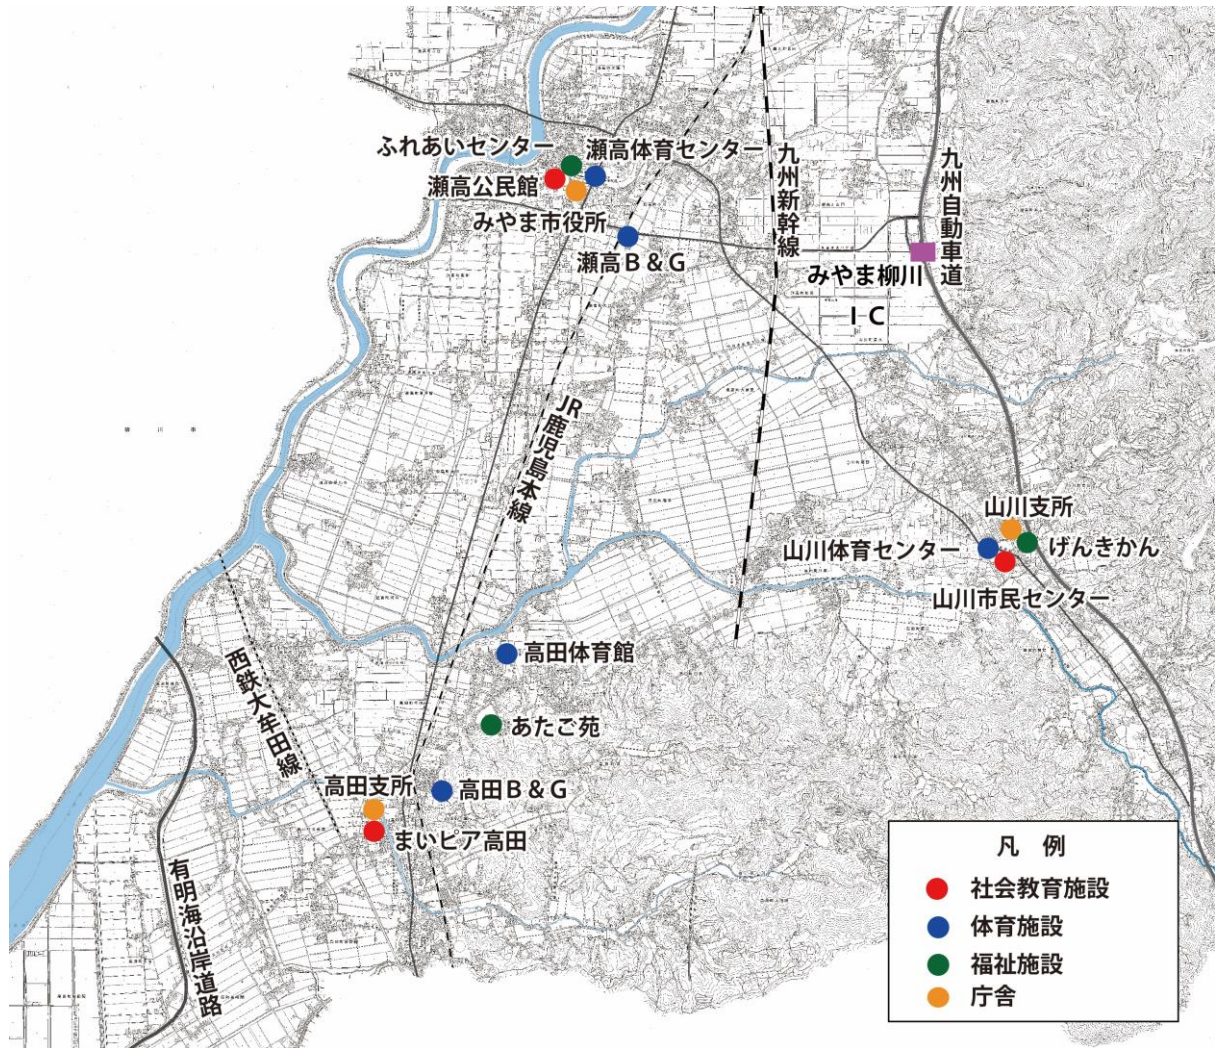 ふれあいセンター
瀬高体育センター
瀬高公民館
みやま市役所
瀬高B&G
九州新幹線
九州自動車道
みやま柳川
IC
JR鹿児島本線
山川支所
山川体育センター
げんきかん
山川市民センター
高田体育館
西鉄大牟田線
あたご苑
高田支所
高田B&G
まいピア高田
有明海沿岸道路
凡 例
社会教育施設
体育施設
福祉施設
庁舎